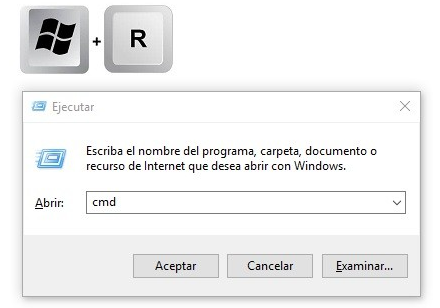 + R
Ejecutar
Escriba el nombre del programa, carpeta, documento o
recurso de Internet que desea abrir con Windows.
Abrir: cmd
Aceptar Cancelar Examinar...